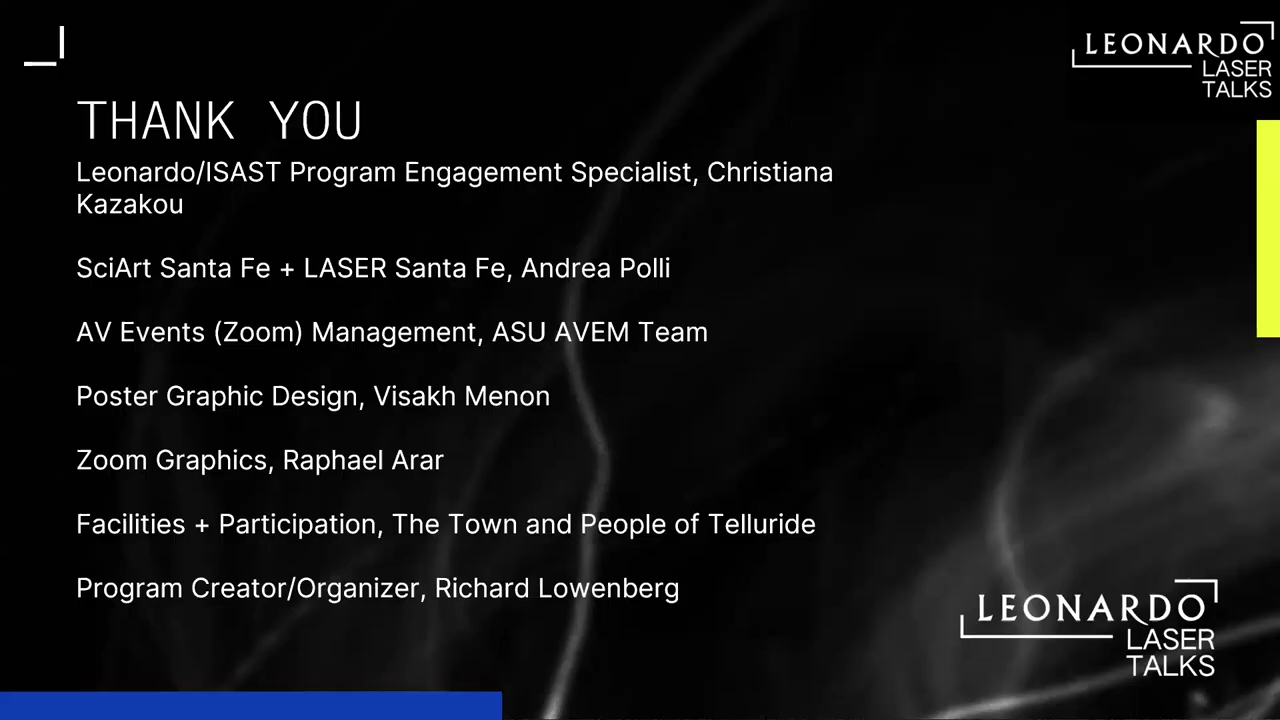 LEONARDO
LASER
TALKS
THANK YOU
Leonardo/ISAST Program Engagement Specialist, Christiana
Kazakou
SciArt Santa Fe + LASER Santa Fe, Andrea Polli
AV Events (Zoom) Management, ASU AVEM Team
Poster Graphic Design, Visakh Menon
Zoom Graphics, Raphael Arar
Facilities + Participation, The Town and People of Telluride
Program Creator/Organizer, Richard Lowenberg
LEONARDO
LASER
TALKS